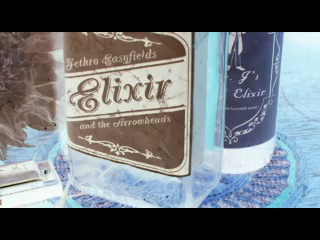 Jethro Easyfields
Elixir
and the Arrowheads
J's
Elixir